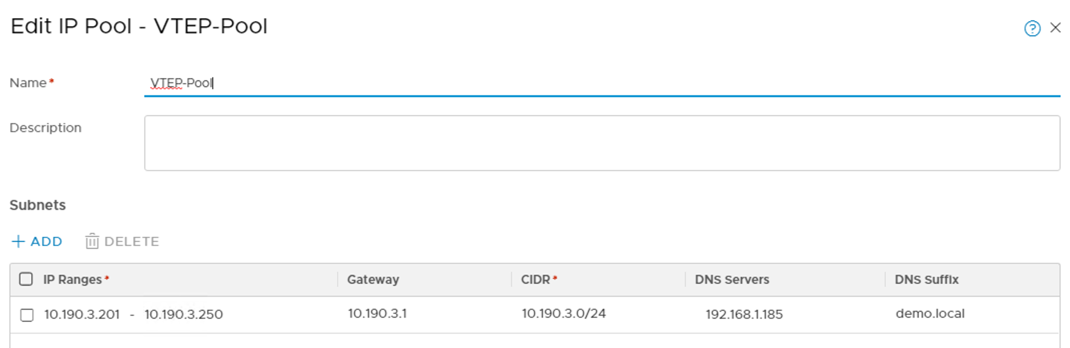 Edit IP Pool - VTEP-Pool
Name* VTEP-Pool
Description
Subnets
+ ADD DELETE
IP Ranges* Gateway CIDR* DNS Servers DNS Suffix
10.190.3.201 - 10.190.3.250 10.190.3.1 10.190.3.0/24 192.168.1.185 demo.local